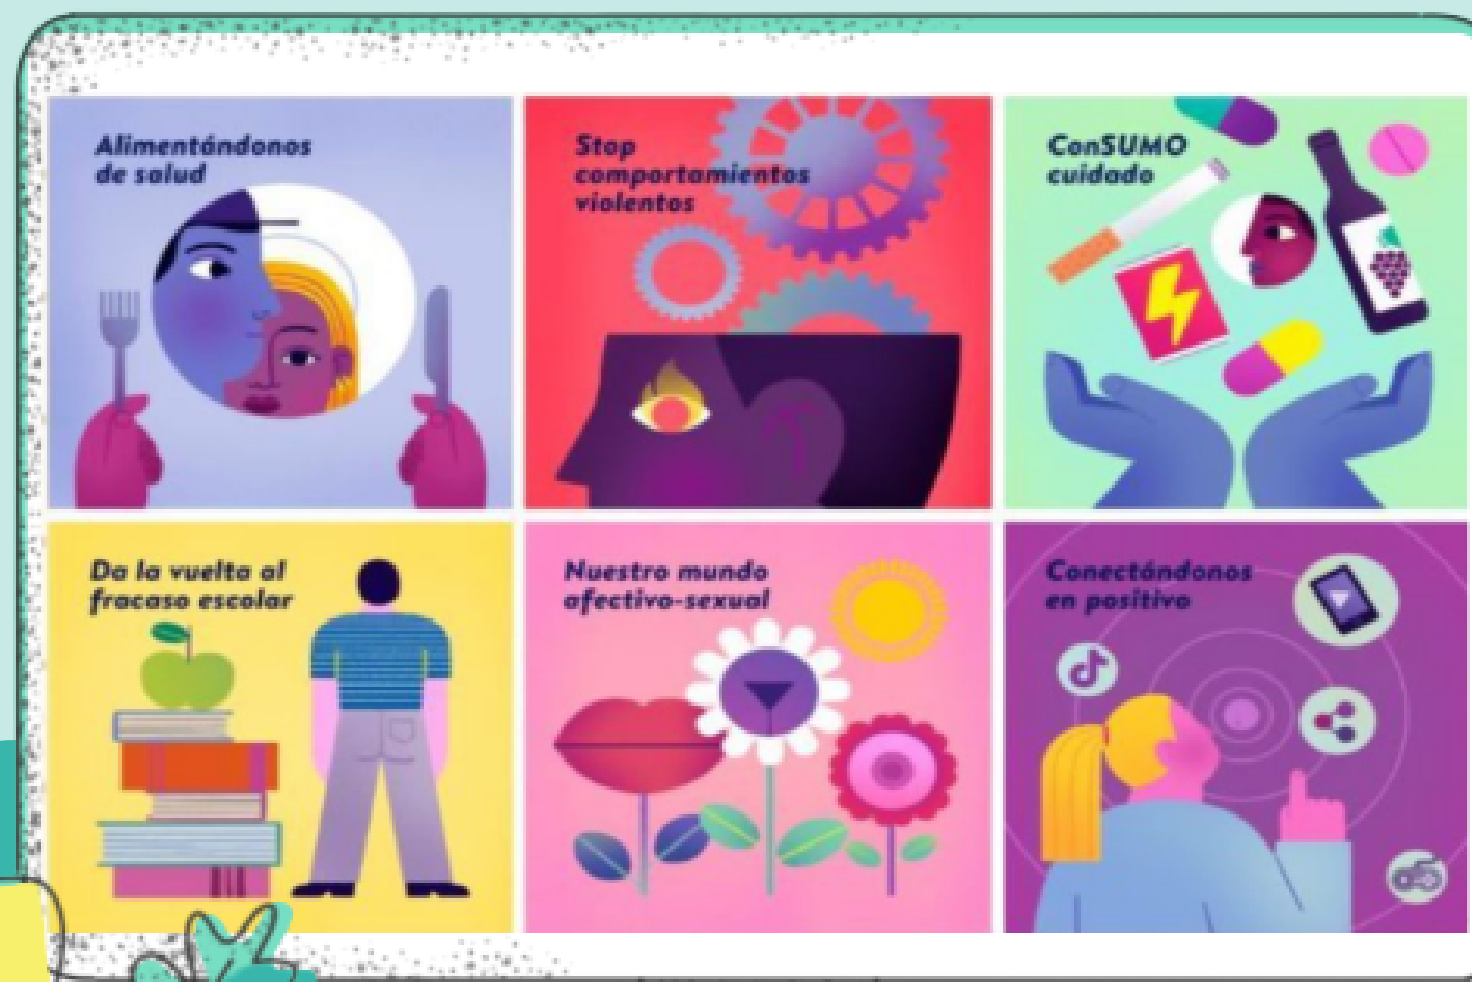 Alimentándonos
de salud
Stop
comportamientos
violentos
ConSUMO
cuidado
Da la vuelta al
fracaso escolar
Nuestro mundo
afectivo-sexual
Conectándonos
en positivo